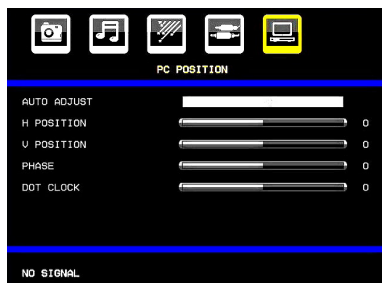 PC POSITION
AUTO ADJUST
H POSITION 0
V POSITION 0
PHASE 0
DOT CLOCK 0
NO SIGNAL